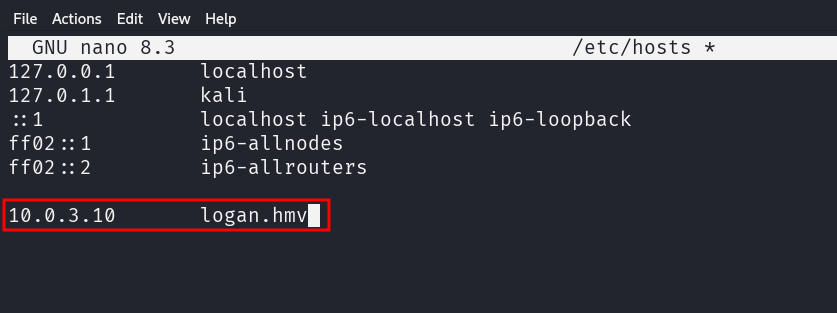 File Actions Edit View Help
GNU nano 8.3 /etc/hosts *
127.0.0.1 localhost
127.0.1.1 kali
::1 localhost ip6-localhost ip6-loopback
ff02::1 ip6-allnodes
ff02::2 ip6-allrouters
10.0.3.10 logan.hmv